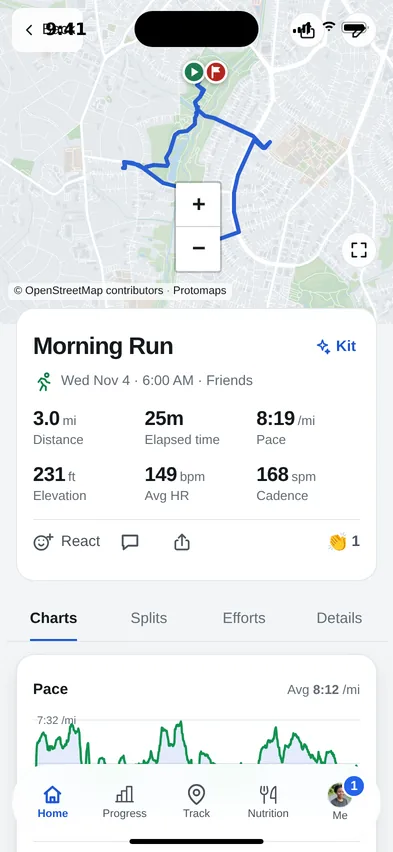 9:41
+
−
© OpenStreetMap contributors · Protomaps
Morning Run
Kit
Wed Nov 4 · 6:00 AM · Friends
3.0 mi 25m 8:19 /mi
Distance Elapsed time Pace
231 ft 149 bpm 168 spm
Elevation Avg HR Cadence
React 👏 1
Charts Splits Efforts Details
Pace Avg 8:12 /mi
7:32 /mi
1
Home Progress Track Nutrition Me